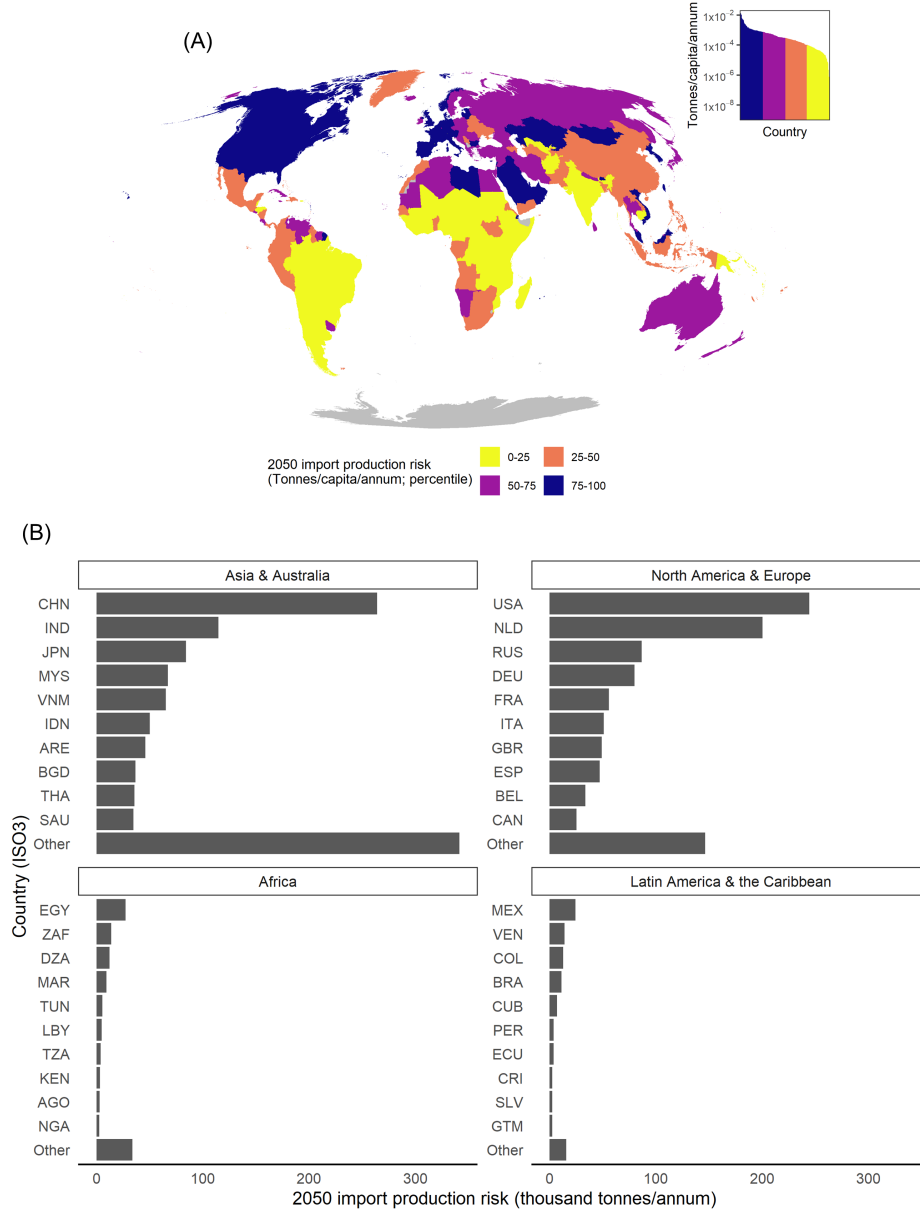 (A)
Tonnes/capita/annum
1x10⁻²
1x10⁻⁴
1x10⁻⁶
1x10⁻⁸
Country
2050 import production risk
(Tonnes/capita/annum; percentile)
0-25
25-50
50-75
75-100
(B)
Country (ISO3)
Asia & Australia
CHN
IND
JPN
MYS
VNM
IDN
ARE
BGD
THA
SAU
Other
North America & Europe
USA
NLD
RUS
DEU
FRA
ITA
GBR
ESP
BEL
CAN
Other
Africa
EGY
ZAF
DZA
MAR
TUN
LBY
TZA
KEN
AGO
NGA
Other
Latin America & the Caribbean
MEX
VEN
COL
BRA
CUB
PER
ECU
CRI
SLV
GTM
Other
0 100 200 300
0 100 200 300
2050 import production risk (thousand tonnes/annum)